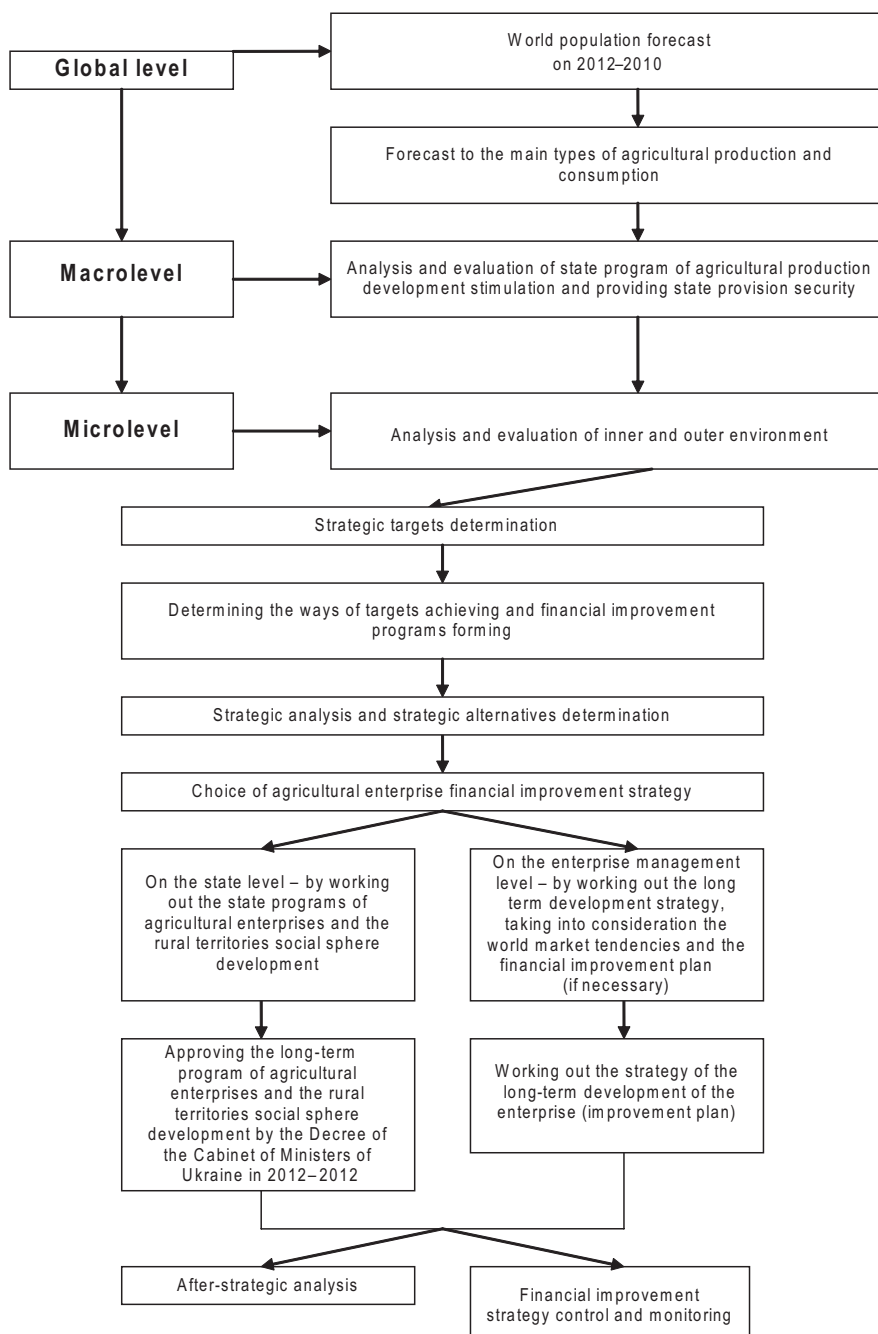 Global level
World population forecast
on 2012–2010
Forecast to the main types of agricultural production and
consumption
Macrolevel
Analysis and evaluation of state program of agricultural production
development stimulation and providing state provision security
Microlevel
Analysis and evaluation of inner and outer environment
Strategic targets determination
Determining the ways of targets achieving and financial improvement
programs forming
Strategic analysis and strategic alternatives determination
Choice of agricultural enterprise financial improvement strategy
On the state level – by working
out the state programs of
agricultural enterprises and the
rural territories social sphere
development
On the enterprise management
level – by working out the long
term development strategy,
taking into consideration the
world market tendencies and the
financial improvement plan
(if necessary)
Approving the long-term
program of agricultural
enterprises and the rural
territories social sphere
development by the Decree of
the Cabinet of Ministers of
Ukraine in 2012–2012
Working out the strategy of the
long-term development of the
enterprise (improvement plan)
After-strategic analysis
Financial improvement
strategy control and monitoring